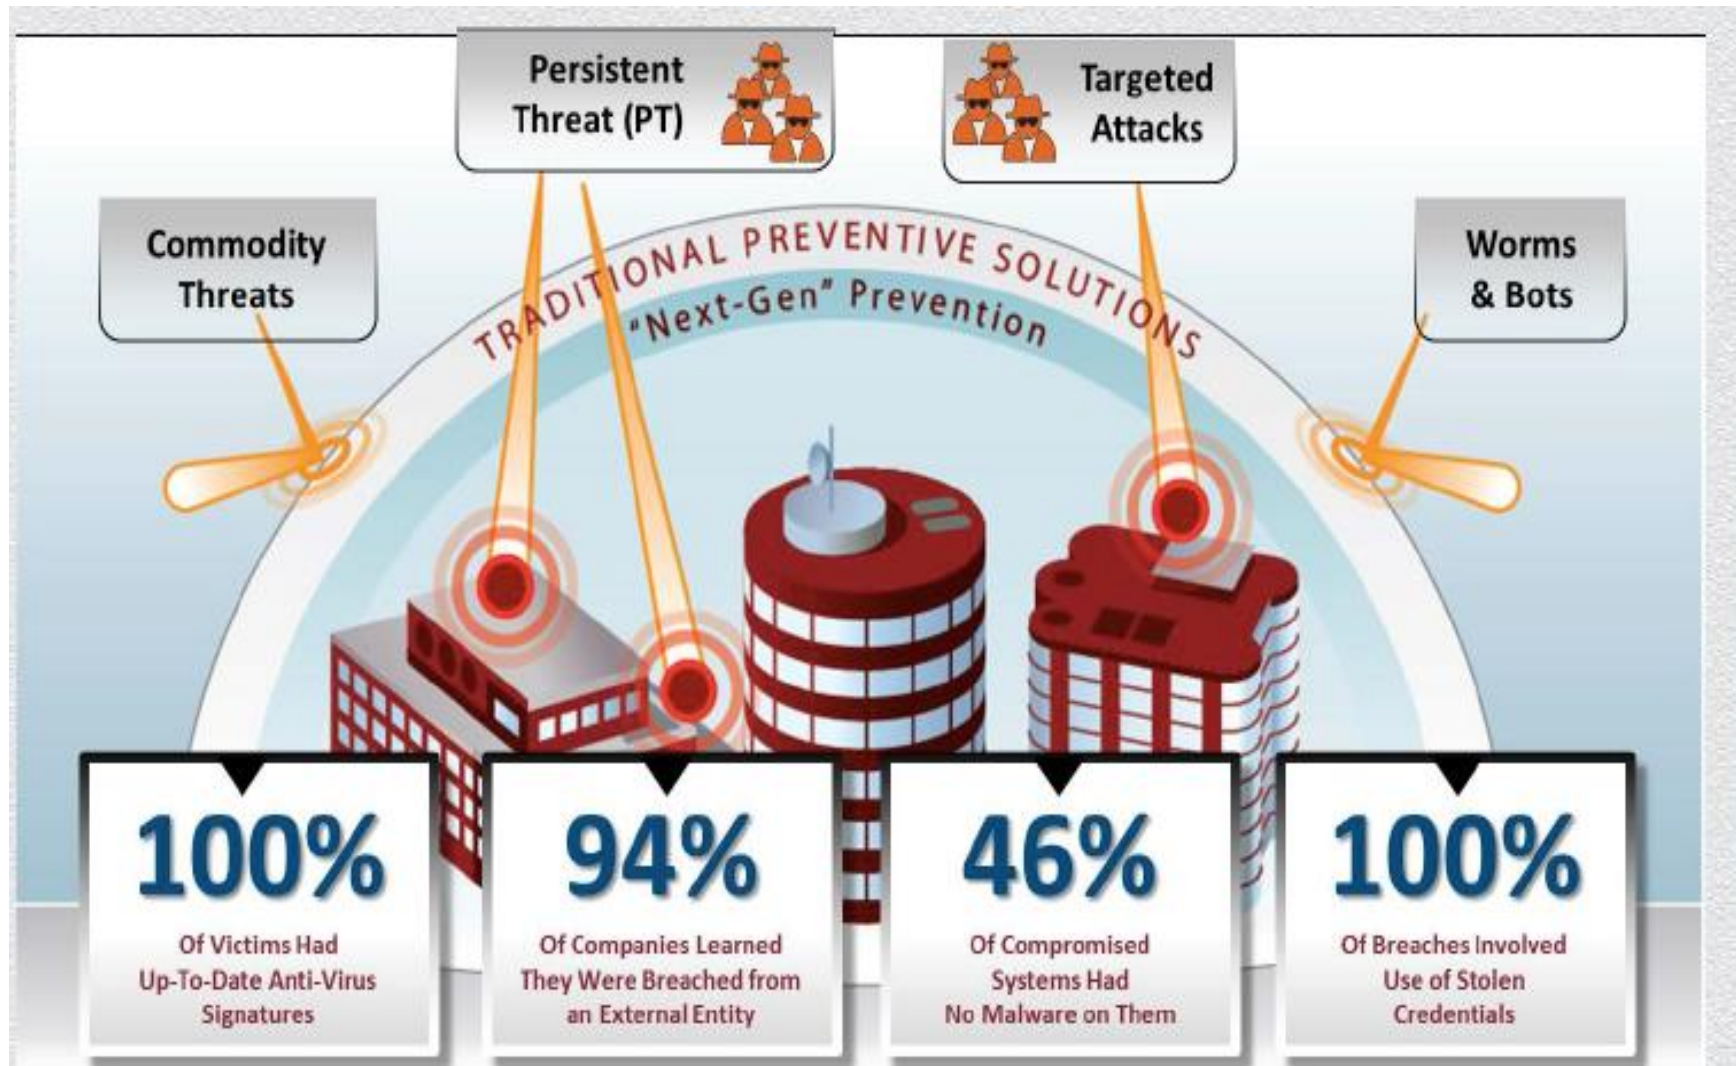 Persistent
Threat (PT)
Targeted
Attacks
Commodity
Threats
Worms
& Bots
TRADITIONAL PREVENTIVE SOLUTIONS
"Next-Gen" Prevention
100%
Of Victims Had
Up-To-Date Anti-Virus
Signatures
94%
Of Companies Learned
They Were Breached from
an External Entity
46%
Of Compromised
Systems Had
No Malware on Them
100%
Of Breaches Involved
Use of Stolen
Credentials